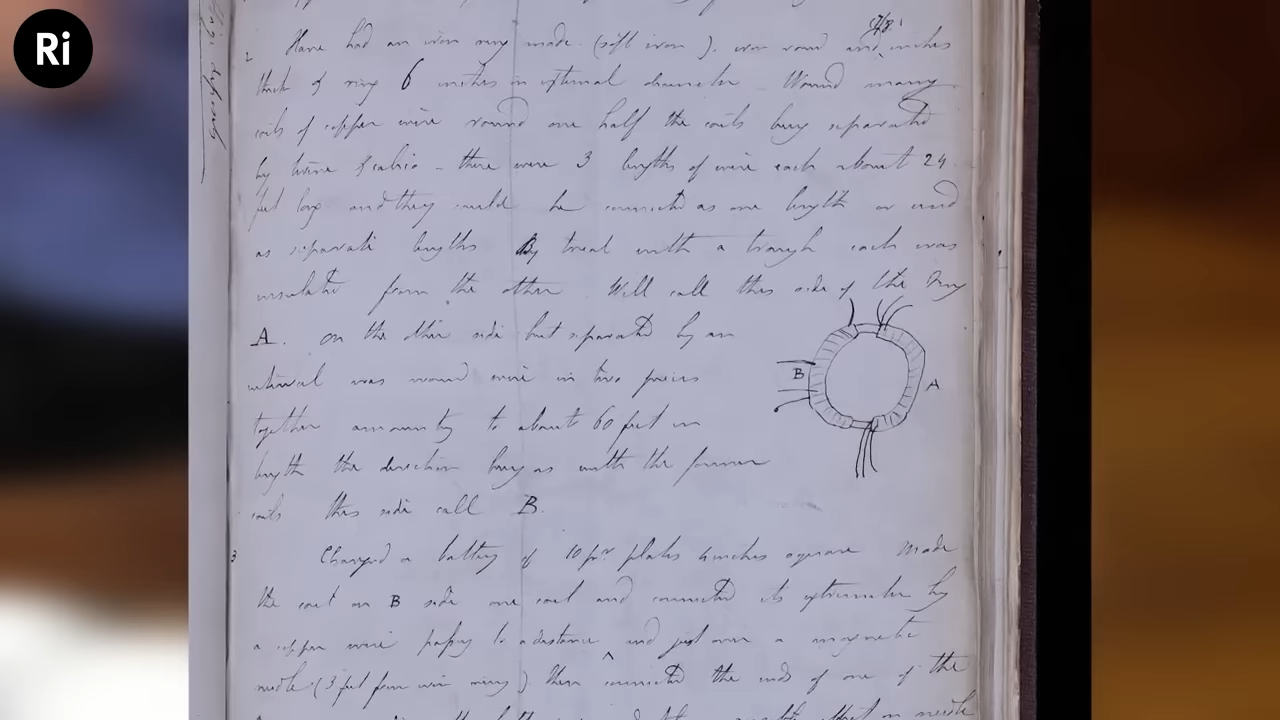 Ri
7/8
2 Have had an iron ring made (soft iron), iron round and inches
thick & ring 6 inches in external diameter Wound many
coils of copper wire round one half the coils being separated
by twine & calico - there were 3 lengths of wire each about 24
feet long and they could be connected as one length or used
as separate lengths By trial with a trough each was
insulated from the other Will call this side of the Ring
A. on the other side but separated by an
interval was wound wire in two pieces
together amounting to about 60 feet in
length the direction being as with the former
coils this side call B.
B
A
3 Charged a battery of 10 pr. plates 4 inches square Made
the coil on B side one coil and connected its extremities by
a copper wire passing to a distance and just over a magnetic
needle (3 feet from wire ring) then connected the ends of one of the
effect on needle